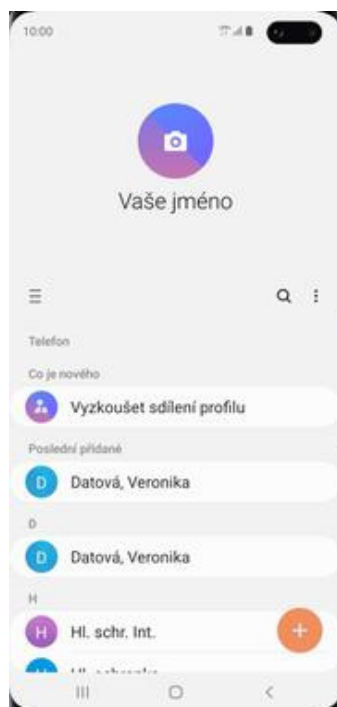 10:00
Vaše jméno
Telefon
Co je nového
Vyzkoušet sdílení profilu
Poslední přidané
D
Datová, Veronika
D
D
Datová, Veronika
H
H
Hl. schr. Int.